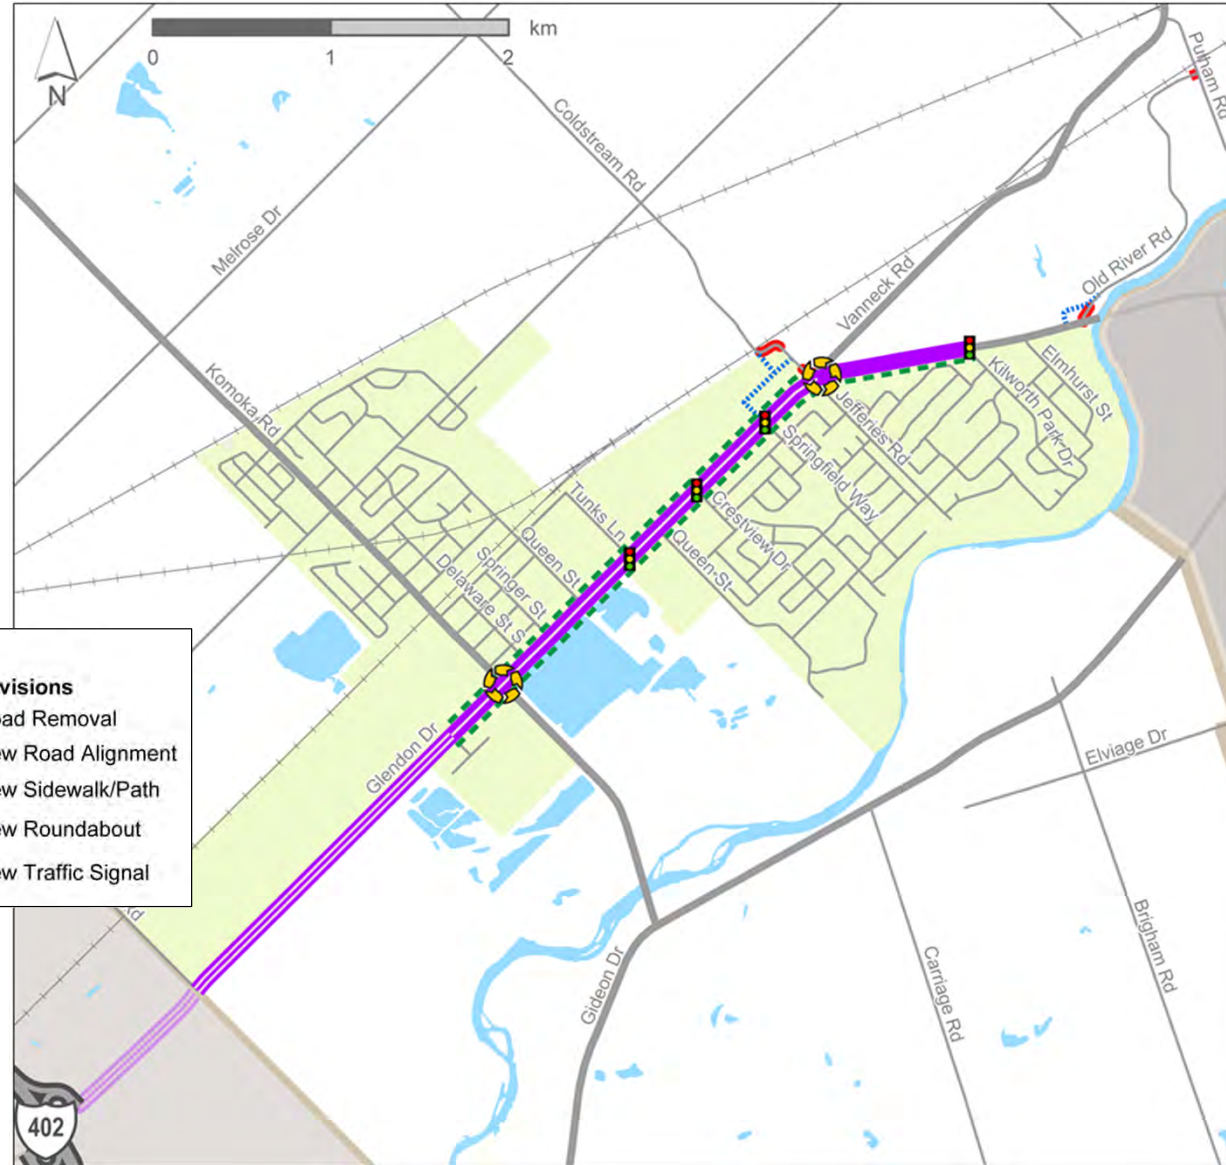 km
0 1 2
N
Pulham Rd
Coldstream Rd
Melrose Dr
Old River Rd
Vanneck Rd
Komoka Rd
Elmhurst St
Kilworth Park Dr
Jefferies Rd
Springfield Way
Tunks Ln
Crestview Dr
Queen St
Queen St
Springer St
Delaware St S
visions
ad Removal
ew Road Alignment
ew Sidewalk/Path
ew Roundabout
ew Traffic Signal
Glendon Dr
Elviage Dr
Rd
Brigham Rd
Carriage Rd
Gideon Dr
402